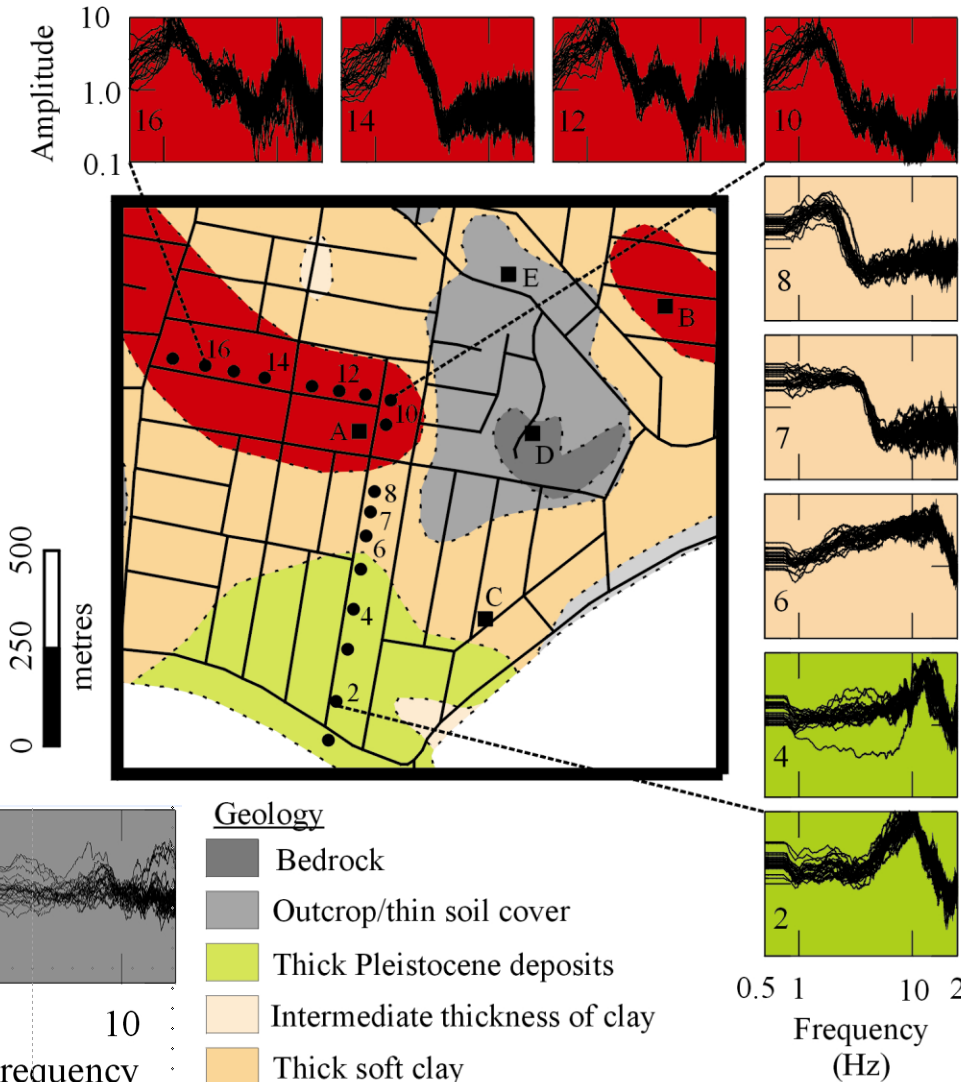 Amplitude
10
1.0
0.1
16
14
12
10
8
7
6
4
2
E
B
16
14
12
10
A
D
8
7
6
C
4
2
500
250
0
metres
0.5 1 10 2
Frequency
(Hz)
10
requency
Geology
Bedrock
Outcrop/thin soil cover
Thick Pleistocene deposits
Intermediate thickness of clay
Thick soft clay